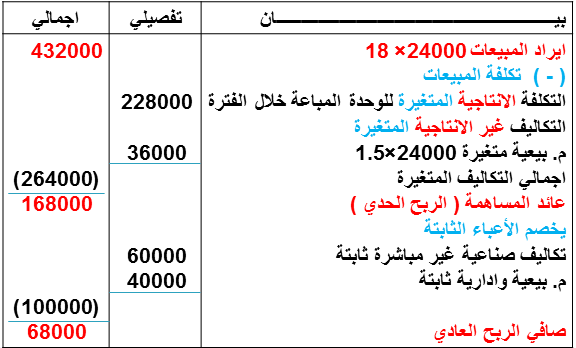 بيـــــــــــــــــــــــــــــــــــان تفصيلي اجمالي
ايراد المبيعات 24000× 18 432000
( - ) تكلفة المبيعات
التكلفة الانتاجية المتغيرة للوحدة المباعة خلال الفترة 228000
التكاليف غير الانتاجية المتغيرة
م. بيعية متغيرة 24000×1.5 36000
اجمالي التكاليف المتغيرة (264000)
عائد المساهمة ( الربح الحدي ) 168000
يخصم الأعباء الثابتة
تكاليف صناعية غير مباشرة ثابتة 60000
م. بيعية وادارية ثابتة 40000
(100000)
صافي الربح العادي 68000